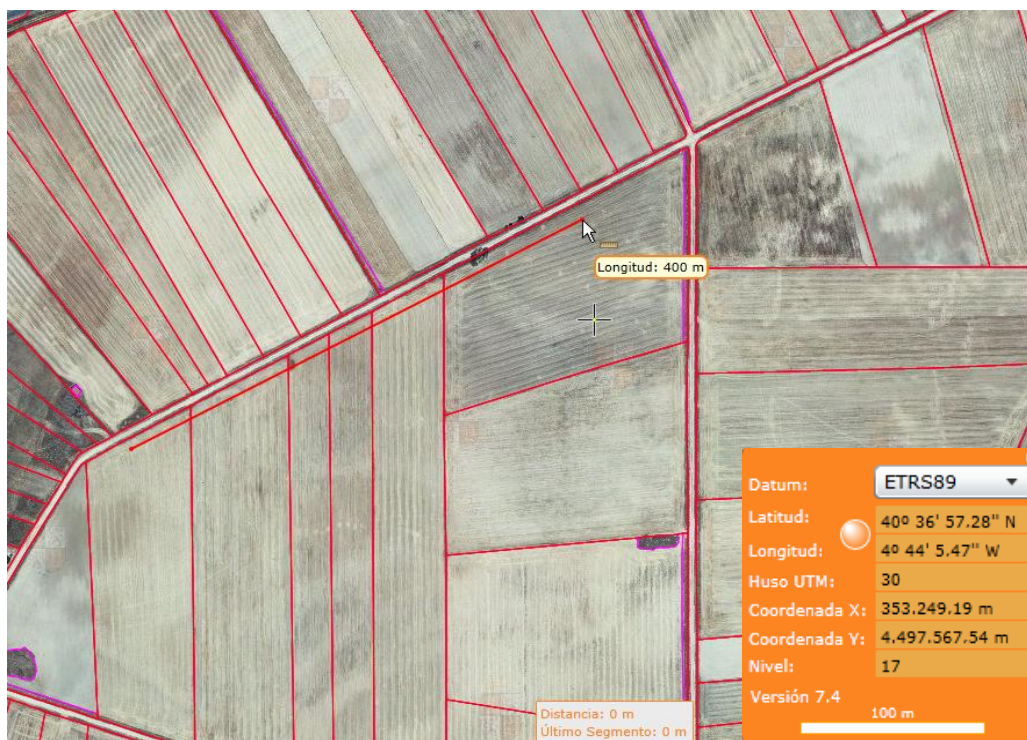 Longitud: 400 m
Datum: ETRS89
Latitud: 40º 36' 57.28'' N
Longitud: 4º 44' 5.47'' W
Huso UTM: 30
Coordenada X: 353.249.19 m
Coordenada Y: 4.497.567.54 m
Nivel: 17
Versión 7.4
100 m
Distancia: 0 m
Último Segmento: 0 m